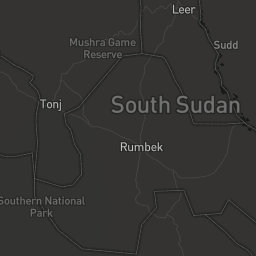 Leer
Mushra Game
Reserve
Sudd
Tonj
South Sudan
Rumbek
Southern National
Park